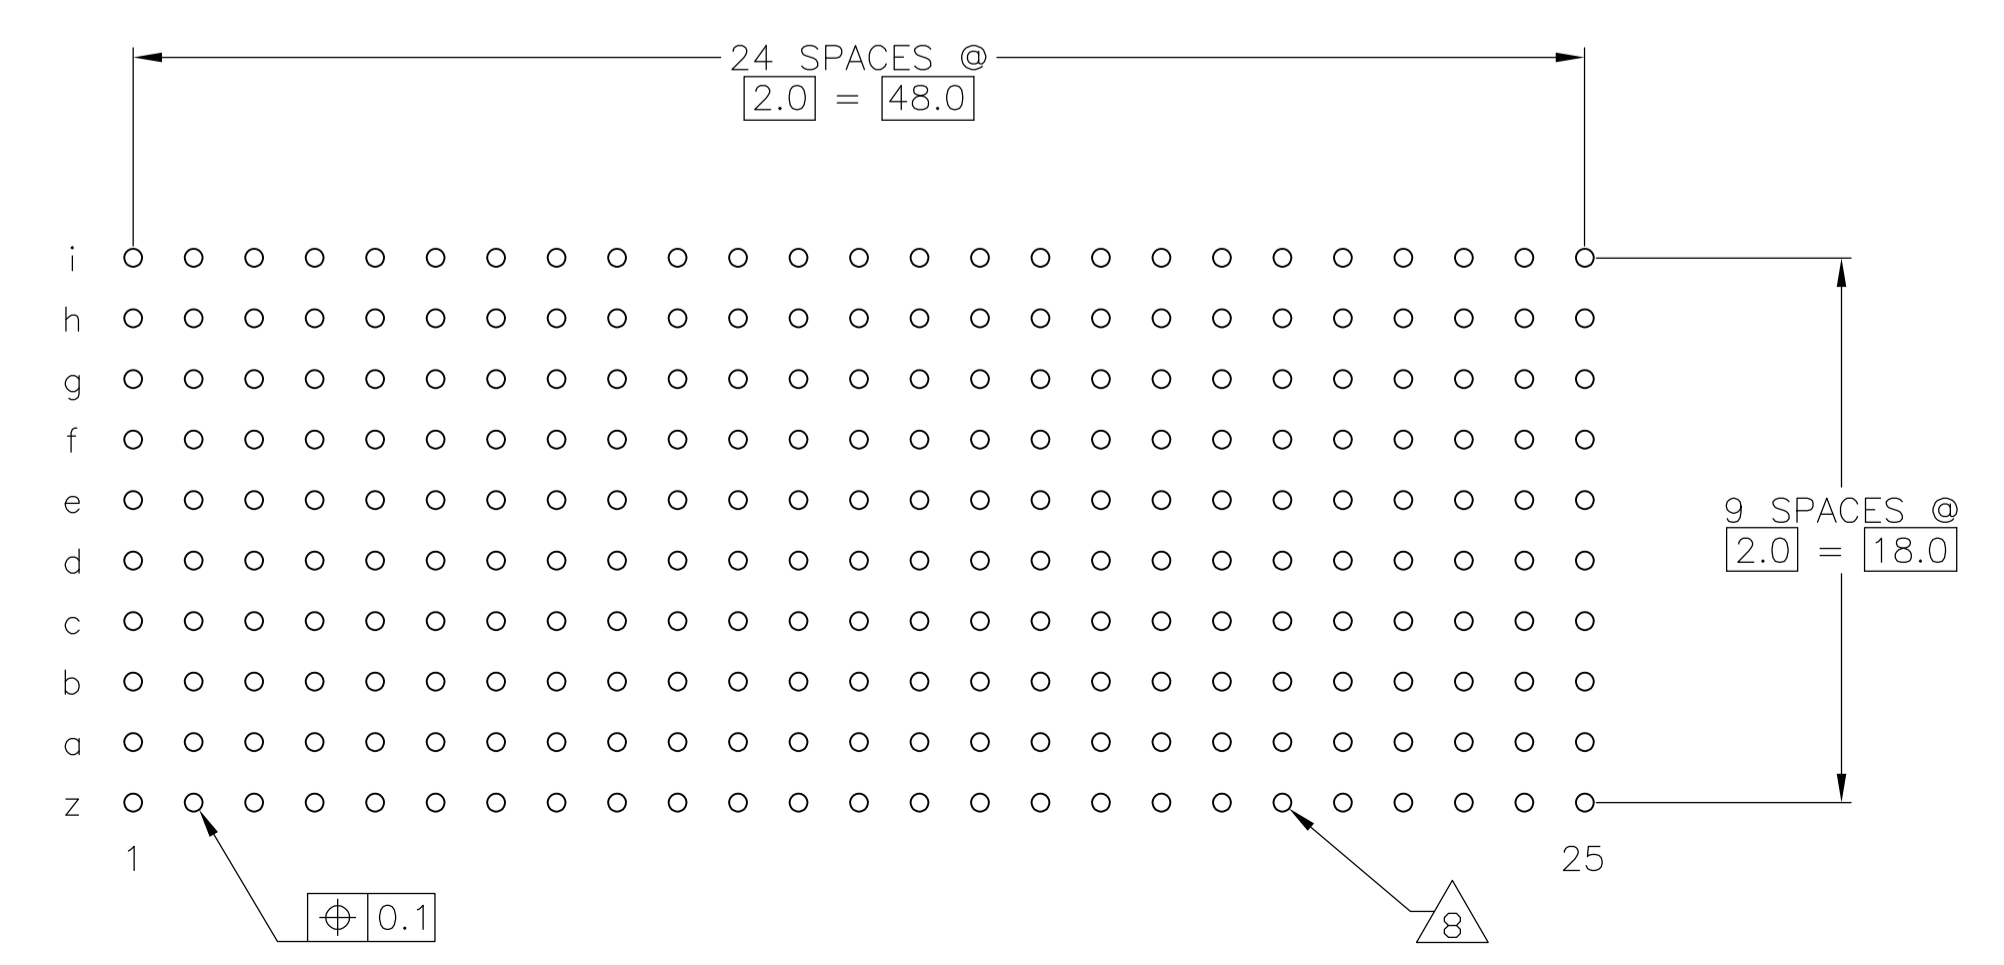 24 SPACES @
2.0 = 48.0
i
h
g
f
e
9 SPACES @
2.0 = 18.0
d
c
b
a
z
1
25
⌖ 0.1
8